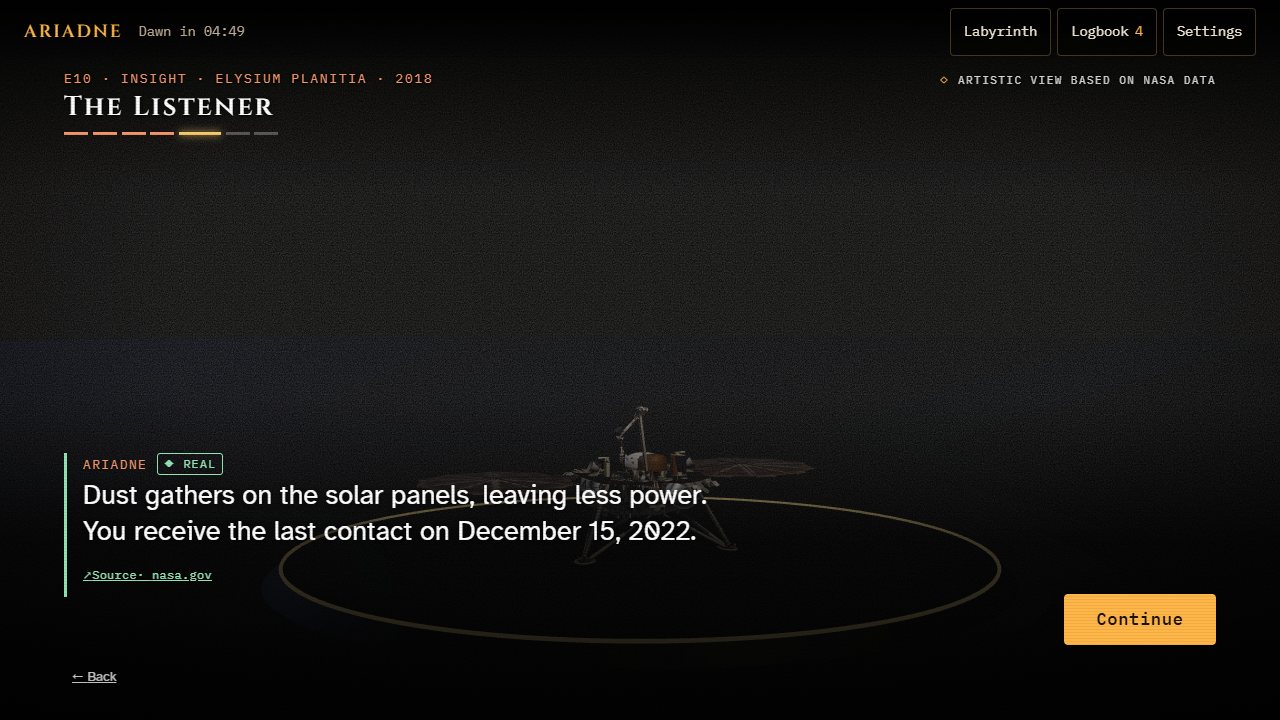 ARIADNE Dawn in 04:49 Labyrinth Logbook 4 Settings
E10 · INSIGHT · ELYSIUM PLANITIA · 2018
◇ ARTISTIC VIEW BASED ON NASA DATA
The Listener
ARIADNE ◆ REAL
Dust gathers on the solar panels, leaving less power.
You receive the last contact on December 15, 2022.
↗Source· nasa.gov
Continue
← Back